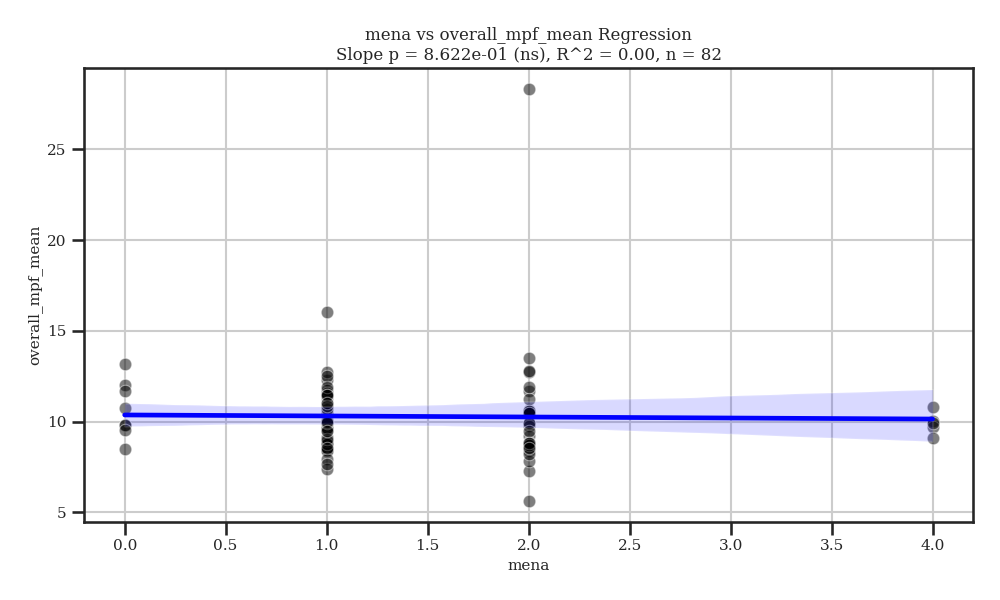 mena vs overall_mpf_mean Regression
Slope p = 8.622e-01 (ns), R^2 = 0.00, n = 82
overall_mpf_mean
25
20
15
10
5
0.0 0.5 1.0 1.5 2.0 2.5 3.0 3.5 4.0
mena